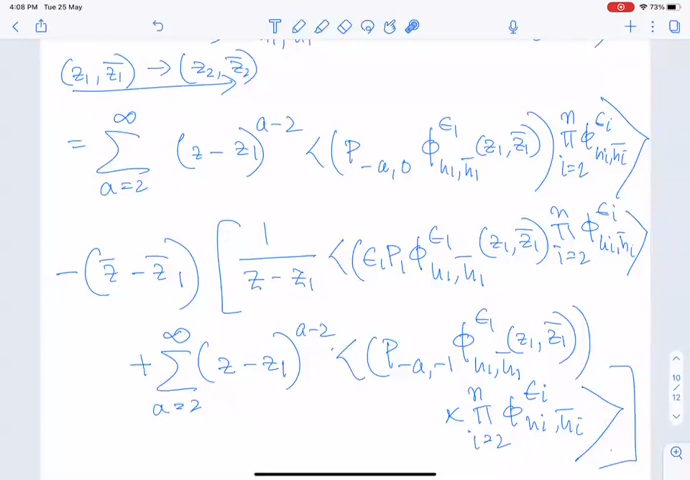 4:08 PM Tue 25 May
73%
(z₁, z̄₁) → (z₂, z̄₂)
= ∑_{a=2}^{∞} (z − z₁)^{a−2} ⟨(P_{−a,0} ϕ^{ϵ₁}_{h₁,h̄₁} (z₁, z̄₁)) ∏_{i=2}^{n} ϕ^{ϵᵢ}_{hᵢ,h̄ᵢ}⟩
− (z̄ − z̄₁) [ 1/(z − z₁) ⟨(ϵ₁ P₁ ϕ^{ϵ₁}_{h₁,h̄₁} (z₁, z̄₁) ∏_{i=2}^{n} ϕ^{ϵᵢ}_{hᵢ,h̄ᵢ}⟩
+ ∑_{a=2}^{∞} (z − z₁)^{a−2} ⟨(P_{−a,−1} ϕ^{ϵ₁}_{h₁,h̄₁} (z₁, z̄₁))
× ∏_{i=2}^{n} ϕ^{ϵᵢ}_{hᵢ,h̄ᵢ}⟩ ]
10
/
12